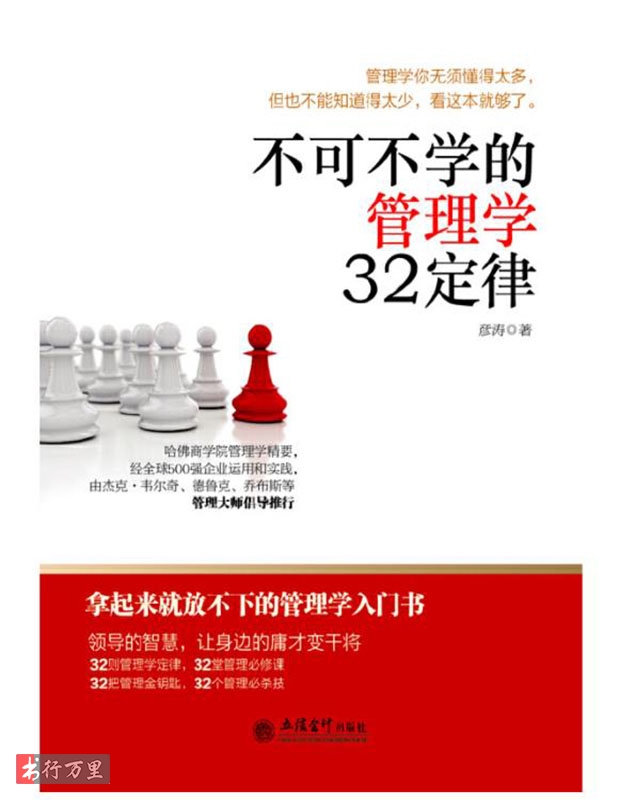 管理学你无须懂得太多，
但也不能知道得太少，看这本就够了。
不可不学的
管理学
32定律
彦涛◎著
哈佛商学院管理学精要，
经全球500强企业运用和实践，
由杰克·韦尔奇、德鲁克、乔布斯等
管理大师倡导推行
拿起来就放不下的管理学入门书
领导的智慧，让身边的庸才变干将
32则管理学定律，32堂管理必修课
32把管理金钥匙，32个管理必杀技
立信会计出版社
书行万里